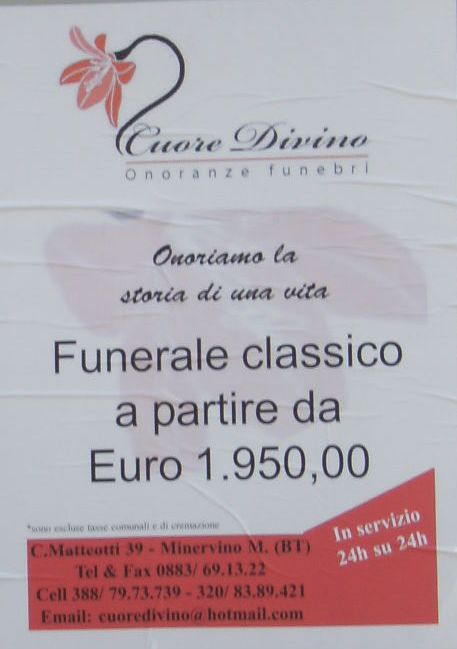 Cuore Divino
Onoranze funebri
Onoriamo la
storia di una vita
Funerale classico
a partire da
Euro 1.950,00
*sono escluse tasse comunali e di cremazione
In servizio
24h su 24h
C.Matteotti 39 - Minervino M. (BT)
Tel & Fax 0883/ 69.13.22
Cell 388/ 79.73.739 - 320/ 83.89.421
Email: cuoredivino@hotmail.com